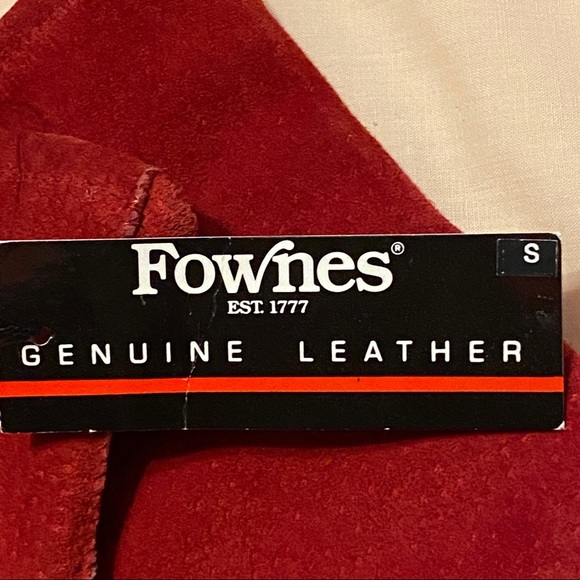 Fownes®
S
EST. 1777
GENUINE LEATHER